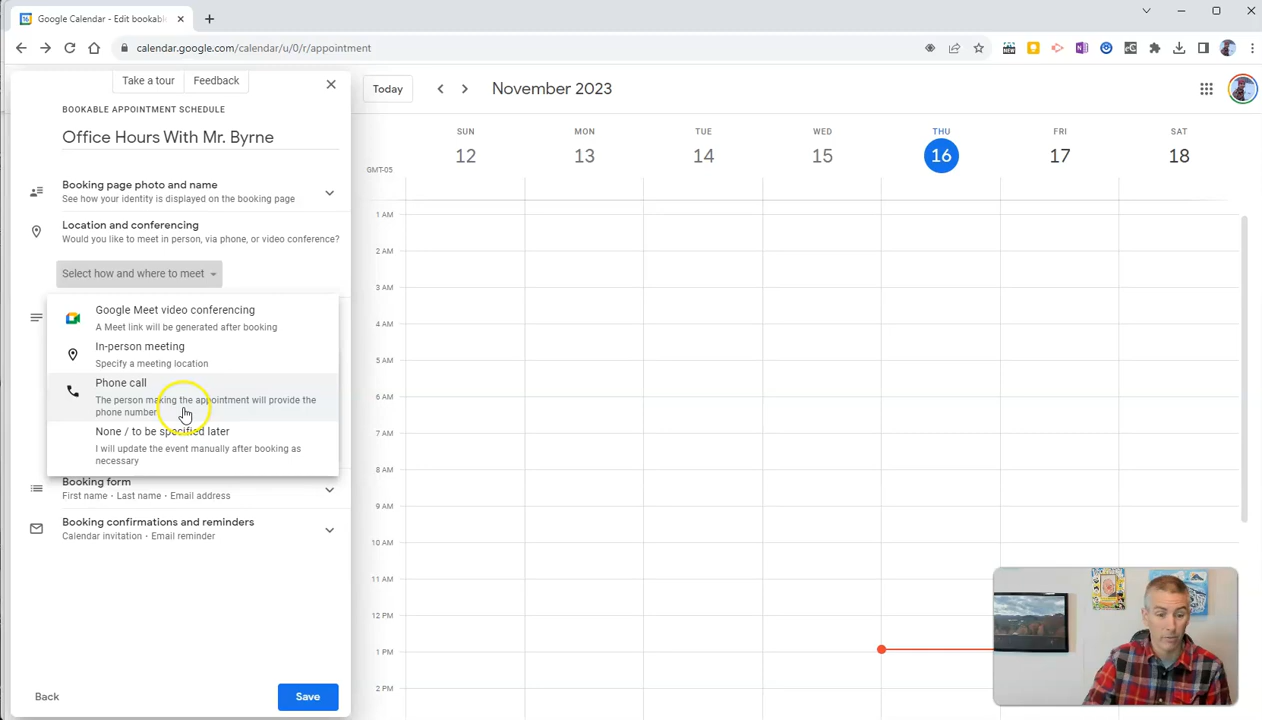 Google Calendar - Edit bookab
calendar.google.com/calendar/u/0/r/appointment
Take a tour
Feedback
BOOKABLE APPOINTMENT SCHEDULE
Office Hours With Mr. Byrne
Booking page photo and name
See how your identity is displayed on the booking page
Location and conferencing
Would you like to meet in person, via phone, or video conference?
Select how and where to meet
Google Meet video conferencing
A Meet link will be generated after booking
In-person meeting
Specify a meeting location
Phone call
The person making the appointment will provide the
phone number
None / to be specified later
I will update the event manually after booking as
necessary
Booking form
First name · Last name · Email address
Booking confirmations and reminders
Calendar invitation · Email reminder
Back
Save
Today
November 2023
GMT-05
SUN
12
MON
13
TUE
14
WED
15
THU
16
FRI
17
SAT
18
1 AM
2 AM
3 AM
4 AM
5 AM
6 AM
7 AM
8 AM
9 AM
10 AM
11 AM
12 PM
1 PM
2 PM